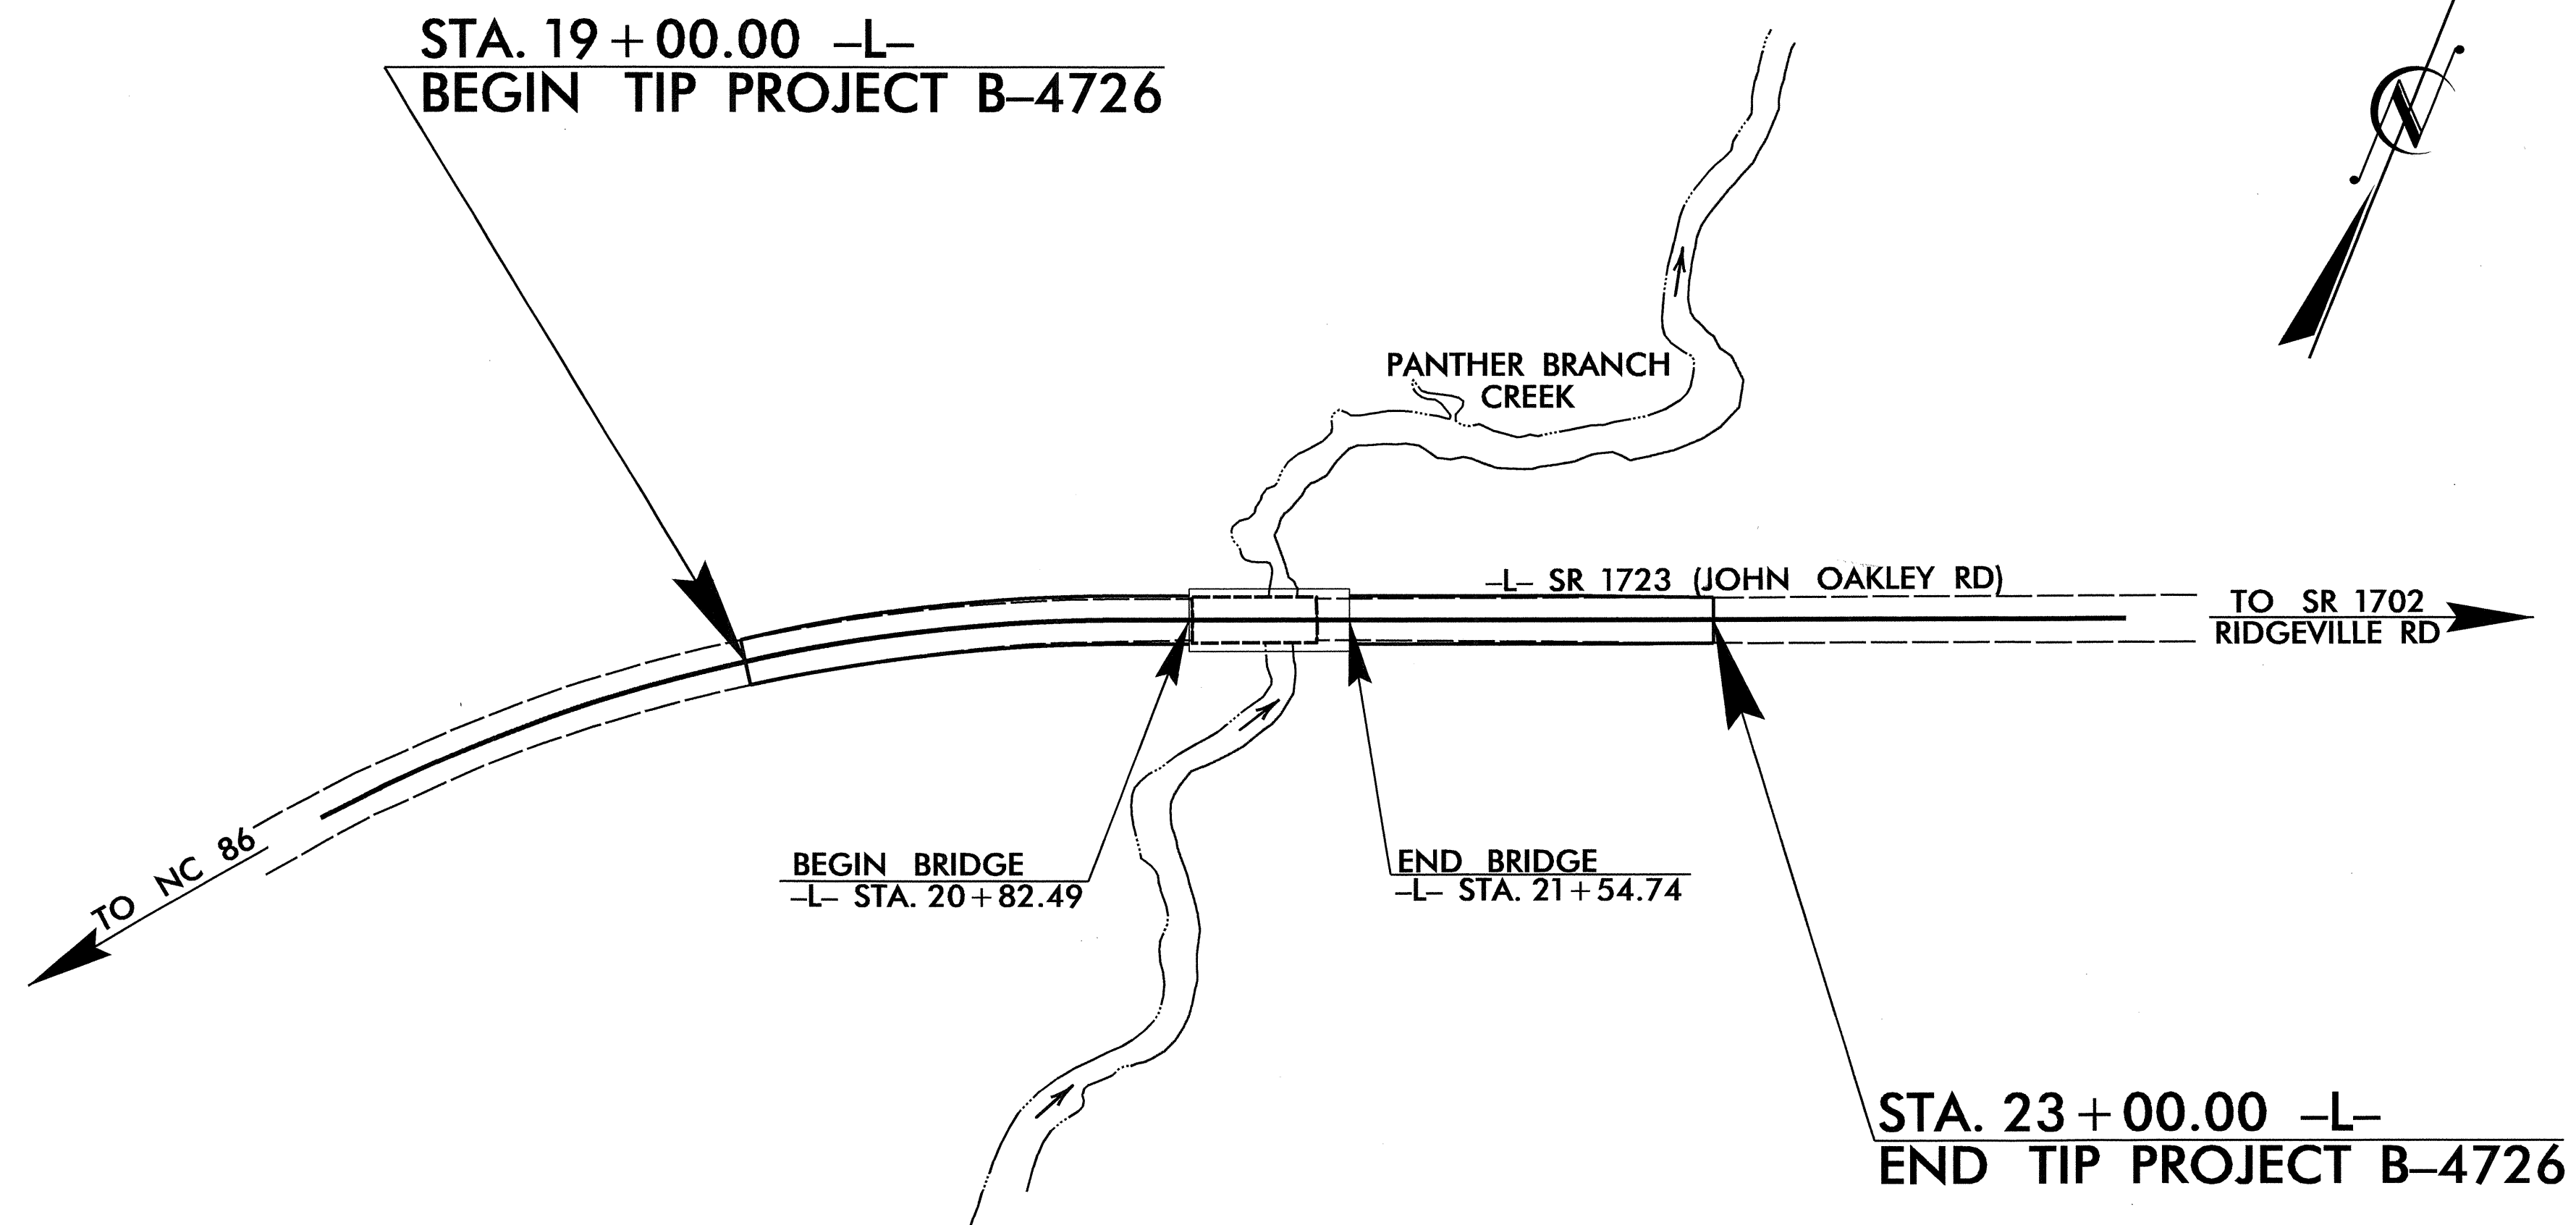 STA. 19+00.00 –L–
BEGIN TIP PROJECT B–4726
N
PANTHER BRANCH
CREEK
–L– SR 1723 (JOHN OAKLEY RD)
TO SR 1702
RIDGEVILLE RD
TO NC 86
BEGIN BRIDGE
–L– STA. 20+82.49
END BRIDGE
–L– STA. 21+54.74
STA. 23+00.00 –L–
END TIP PROJECT B–4726